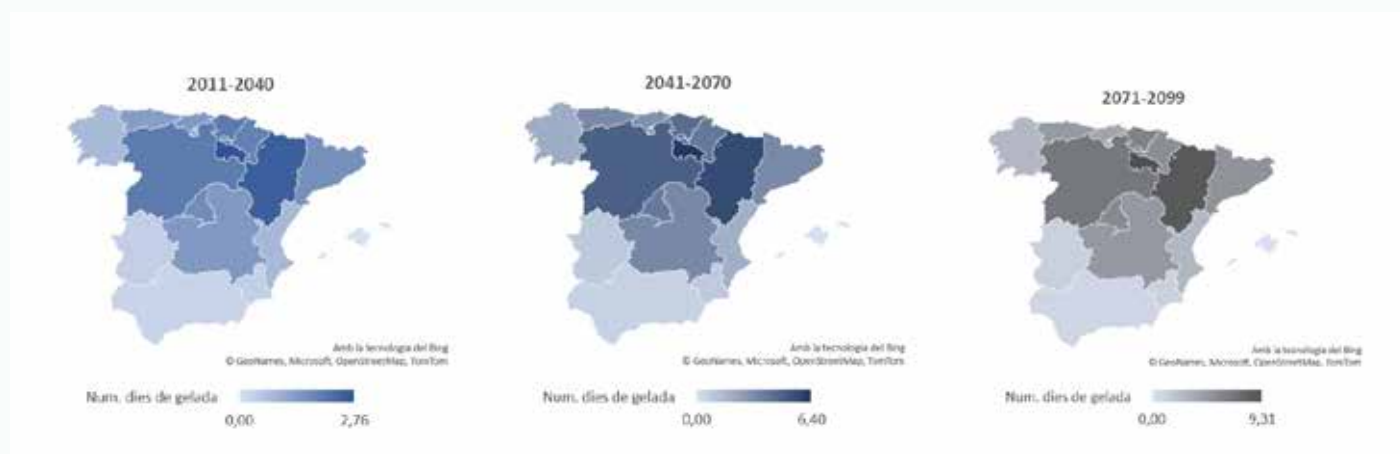 2011-2040
Amb la tecnologia del Bing
© GeoNames, Microsoft, OpenStreetMap, TomTom
Num. dies de gelada
0,00
2,76
2041-2070
Amb la tecnologia del Bing
© GeoNames, Microsoft, OpenStreetMap, TomTom
Num. dies de gelada
0,00
6,40
2071-2099
Amb la tecnologia del Bing
© GeoNames, Microsoft, OpenStreetMap, TomTom
Num. dies de gelada
0,00
9,31